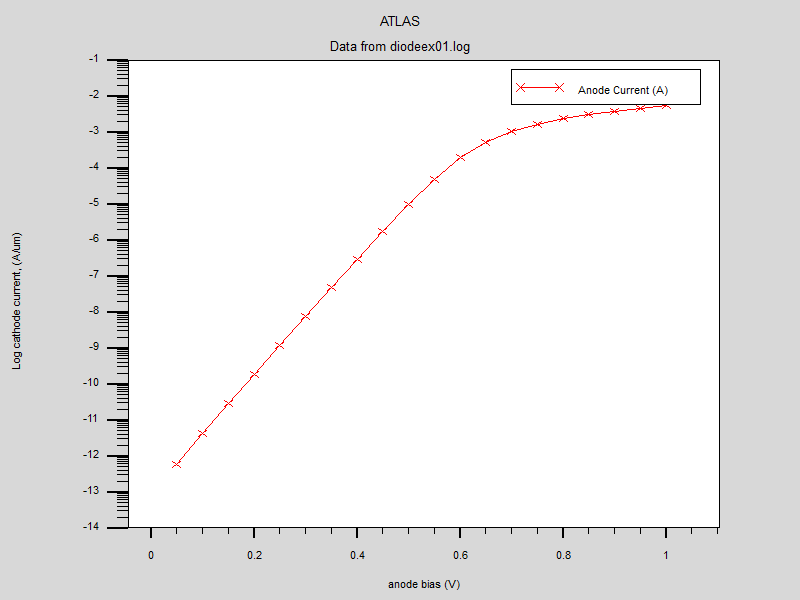 ATLAS
Data from diodeex01.log
Anode Current (A)
Log cathode current, (A/um)
-1
-2
-3
-4
-5
-6
-7
-8
-9
-10
-11
-12
-13
-14
0 0.2 0.4 0.6 0.8 1
anode bias (V)